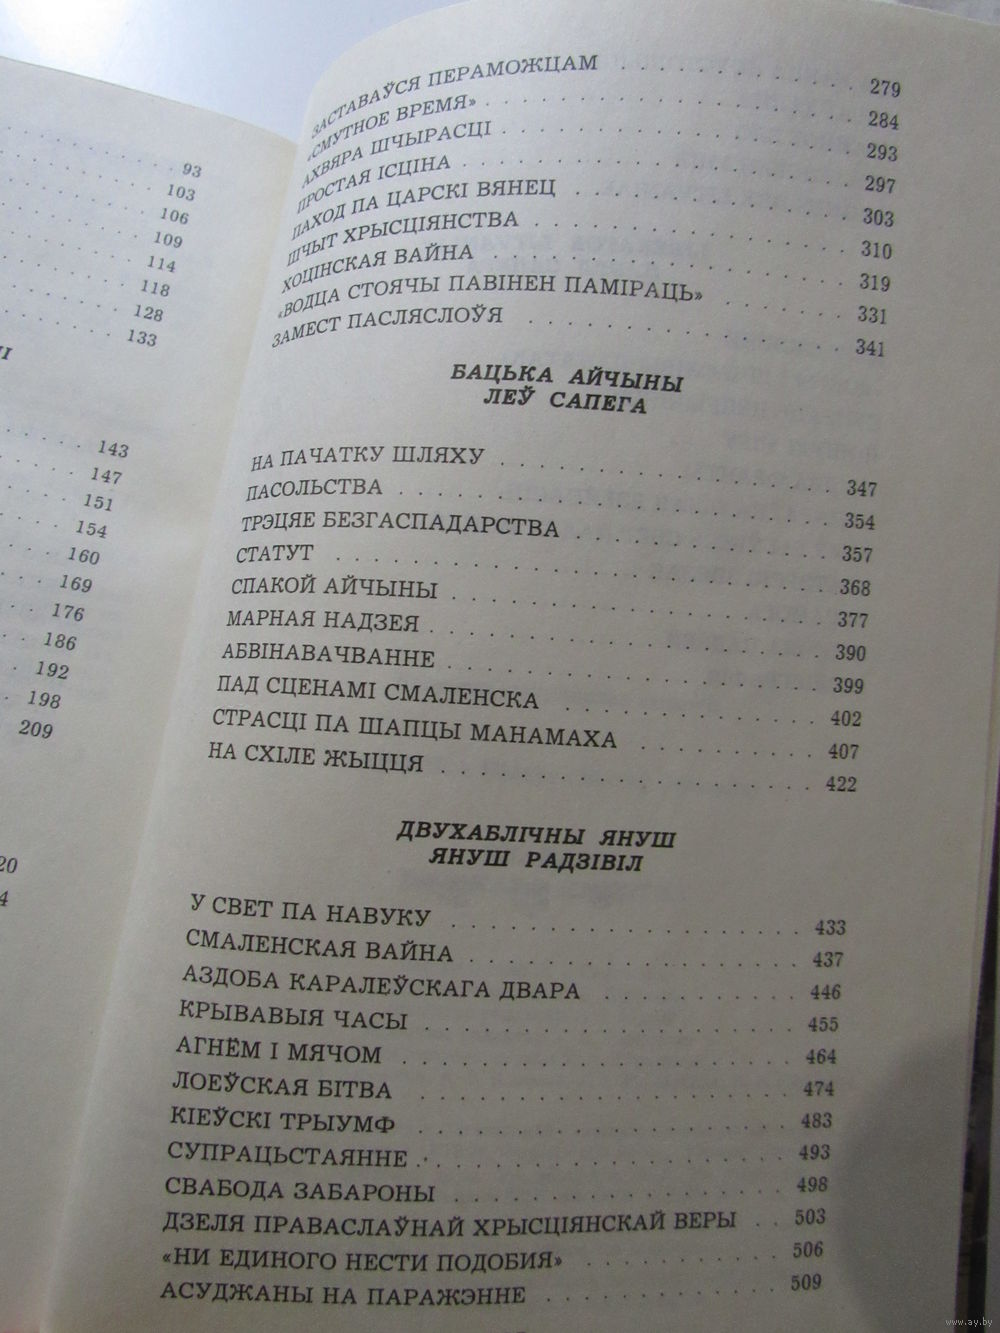 93
103
106
109
114
118
128
133
143
147
151
154
160
169
176
186
192
198
209
ЗАСТАВАЎСЯ ПЕРАМОЖЦАМ 279
«СМУТНОЕ ВРЕМЯ» 284
АХВЯРА ШЧЫРАСЦІ 293
ПРОСТАЯ ІСЦІНА 297
ПАХОД ПА ЦАРСКІ ВЯНЕЦ 303
ШЧЫТ ХРЫСЦІЯНСТВА 310
ХОЦІНСКАЯ ВАЙНА 319
«ВОДЦА СТОЯЧЫ ПАВІНЕН ПАМІРАЦЬ» 331
ЗАМЕСТ ПАСЛЯСЛОЎЯ 341
БАЦЬКА АЙЧЫНЫ
ЛЕЎ САПЕГА
НА ПАЧАТКУ ШЛЯХУ 347
ПАСОЛЬСТВА 354
ТРЭЦЯЕ БЕЗГАСПАДАРСТВА 357
СТАТУТ 368
СПАКОЙ АЙЧЫНЫ 377
МАРНАЯ НАДЗЕЯ 390
АБВІНАВАЧВАННЕ 399
ПАД СЦЕНАМІ СМАЛЕНСКА 402
СТРАСЦІ ПА ШАПЦЫ МАНАМАХА 407
НА СХІЛЕ ЖЫЦЦЯ 422
ДВУХАБЛІЧНЫ ЯНУШ
ЯНУШ РАДЗІВІЛ
У СВЕТ ПА НАВУКУ 433
СМАЛЕНСКАЯ ВАЙНА 437
АЗДОБА КАРАЛЕЎСКАГА ДВАРА 446
КРЫВАВЫЯ ЧАСЫ 455
АГНЁМ І МЯЧОМ 464
ЛОЕЎСКАЯ БІТВА 474
КІЕЎСКІ ТРЫУМФ 483
СУПРАЦЬСТАЯННЕ 493
СВАБОДА ЗАБАРОНЫ 498
ДЗЕЛЯ ПРАВАСЛАЎНАЙ ХРЫСЦІЯНСКАЙ ВЕРЫ 503
«НИ ЕДИНОГО НЕСТИ ПОДОБИЯ» 506
АСУДЖАНЫ НА ПАРАЖЭННЕ 509
www.ay.by